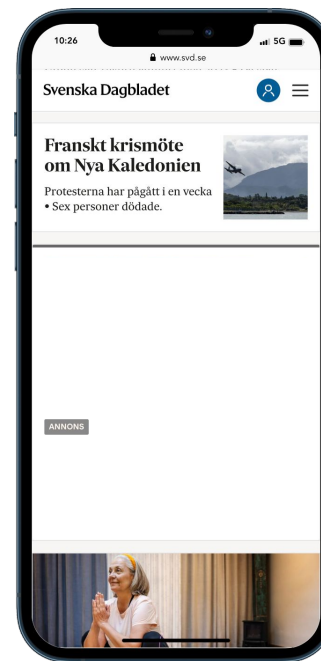 10:26
5G
www.svd.se
Svenska Dagbladet
Franskt krismöte
om Nya Kaledonien
Protesterna har pågått i en vecka
• Sex personer dödade.
ANNONS